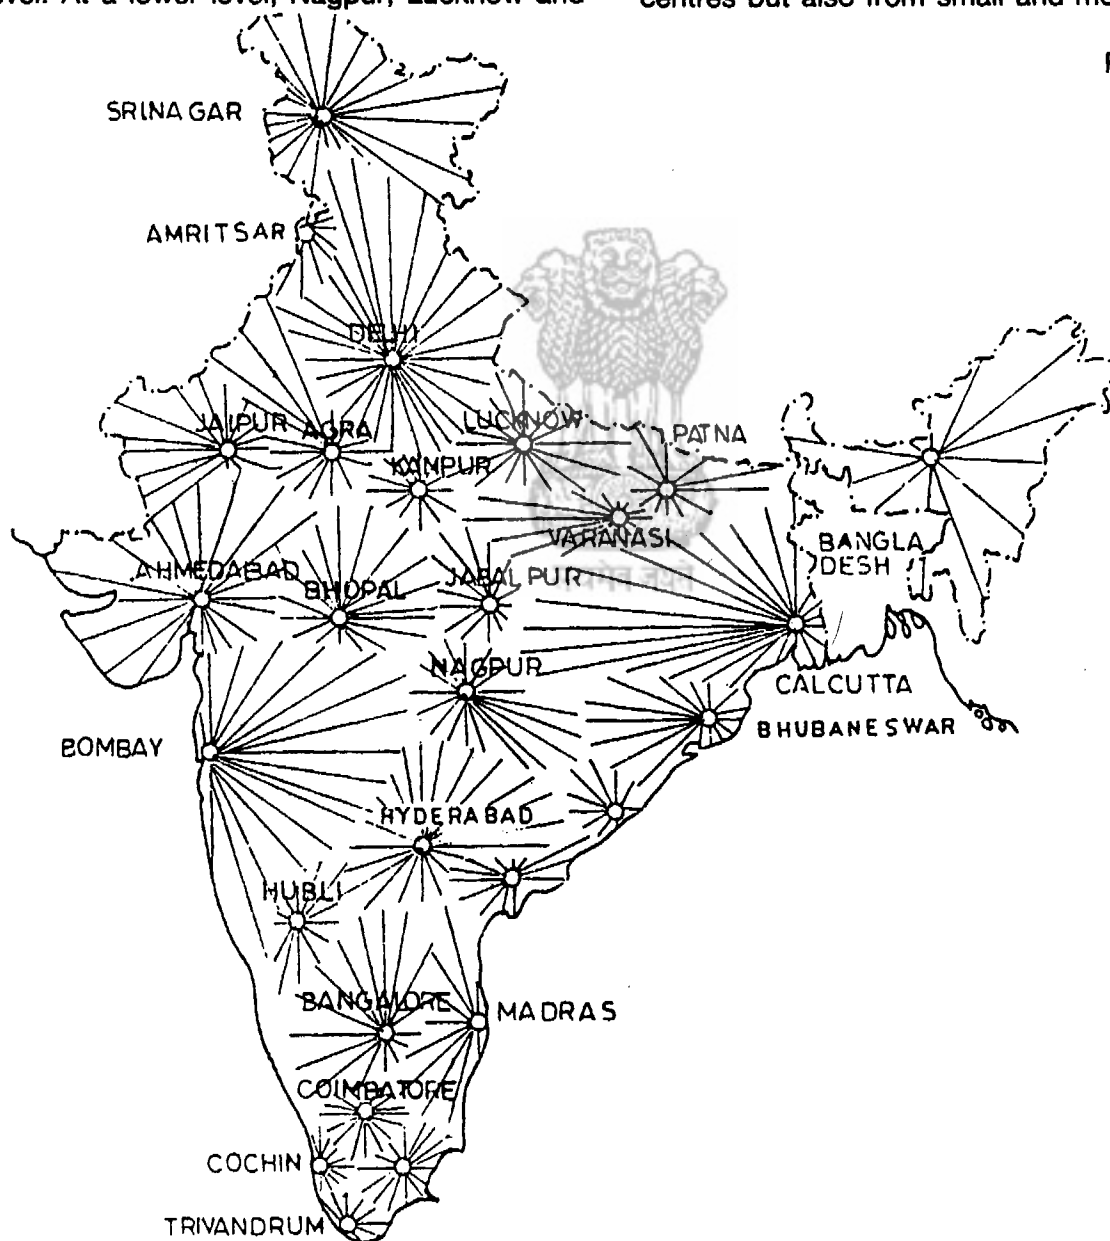 level. At a lower level, Nagpur, Lucknow and
centres but also from small and
SRINAGAR
AMRITSAR
DELHI
JAIPUR
AGRA
LUCKNOW
PATNA
KANPUR
VARANASI
BANGLA
DESH
AHMEDABAD
BHOPAL
JABALPUR
NAGPUR
CALCUTTA
BHUBANESWAR
BOMBAY
HYDERABAD
HUBLI
BANGALORE
MADRAS
COIMBATORE
COCHIN
TRIVANDRUM